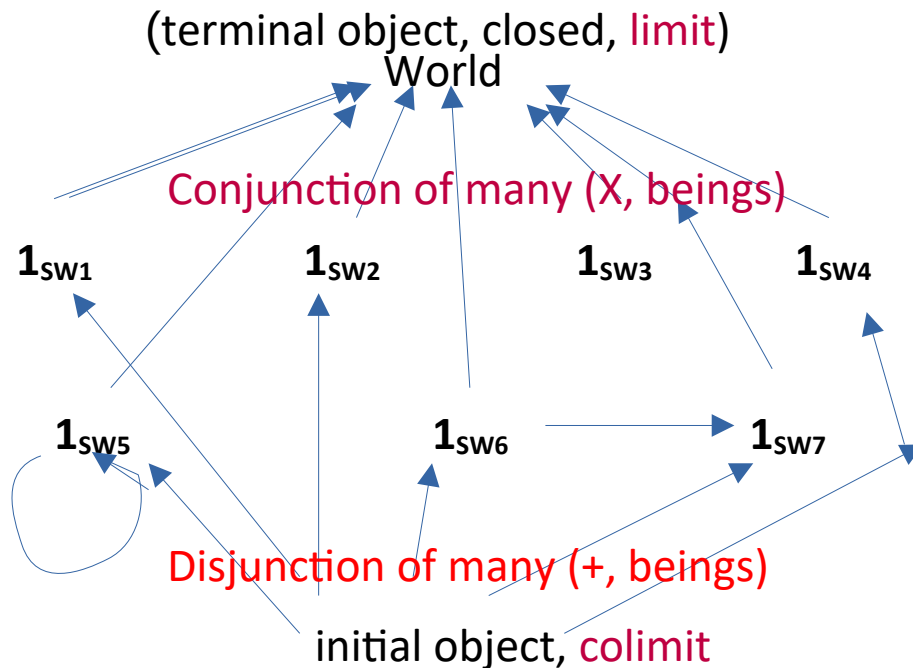 (terminal object, closed, limit)
World
Conjunction of many (X, beings)
1SW1 1SW2 1SW3 1SW4
1SW5 1SW6 1SW7
Disjunction of many (+, beings)
initial object, colimit